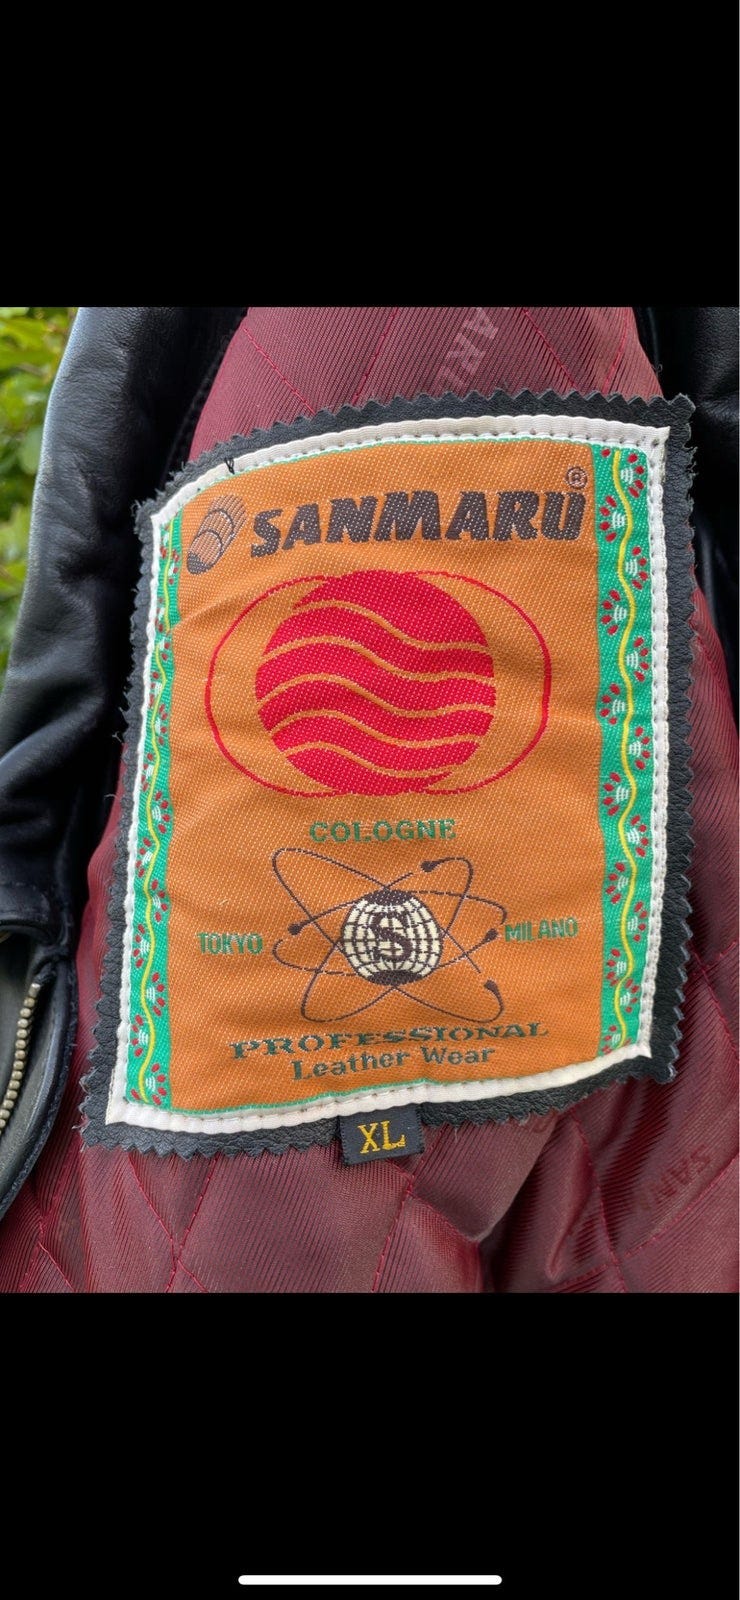 SANMARU®
COLOGNE
TOKYO S MILANO
PROFESSIONAL
Leather Wear
XL